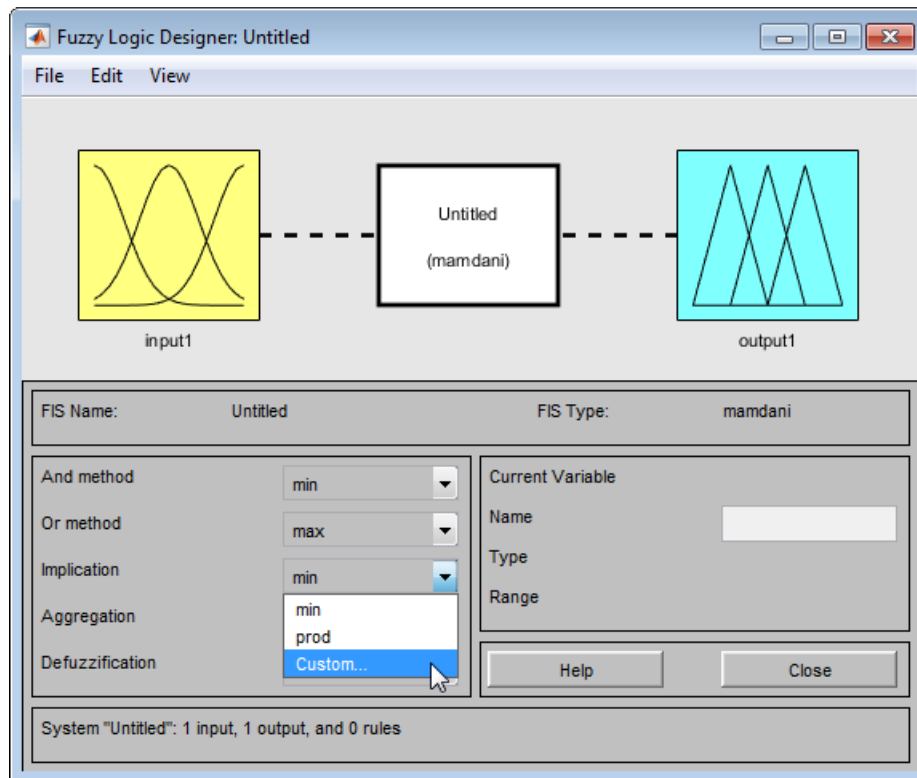 Fuzzy Logic Designer: Untitled
File Edit View
Untitled
(mamdani)
input1
output1
FIS Name: Untitled FIS Type: mamdani
And method min
Or method max
Implication min
min
prod
Custom...
Aggregation
Defuzzification
Current Variable
Name
Type
Range
Help Close
System "Untitled": 1 input, 1 output, and 0 rules